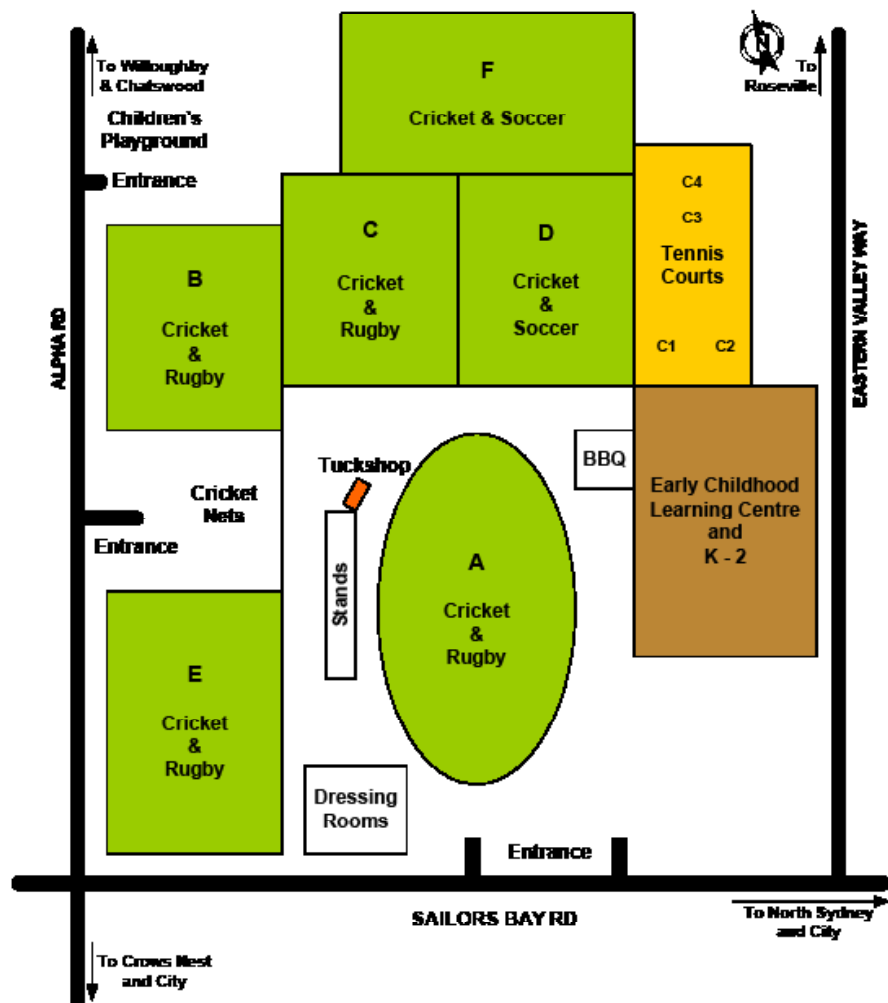 To Willoughby
& Chatswood
Children's
Playground
Entrance
F
Cricket & Soccer
N
To
Roseville
C
Cricket
&
Rugby
D
Cricket
&
Soccer
C4
C3
Tennis
Courts
C1 C2
B
Cricket
&
Rugby
ALPHA RD
EASTERN VALLEY WAY
Tuckshop
Cricket
Nets
Entrance
Stands
BBQ
Early Childhood
Learning Centre
and
K - 2
A
Cricket
&
Rugby
E
Cricket
&
Rugby
Dressing
Rooms
Entrance
SAILORS BAY RD
To North Sydney
and City
To Crows Nest
and City